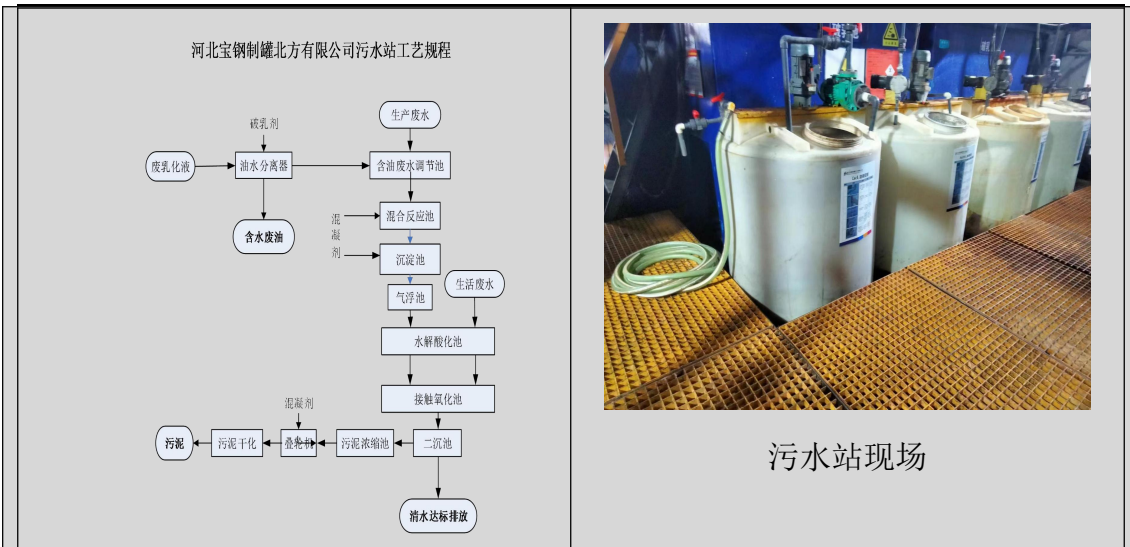 河北宝钢制罐北方有限公司污水站工艺规程
破乳剂
生产废水
废乳化液
油水分离器
含油废水调节池
含水废油
混凝剂
混合反应池
沉淀池
气浮池
生活废水
水解酸化池
接触氧化池
混凝剂
污泥
污泥干化
污泥浓缩池
二沉池
清水达标排放
污水站现场